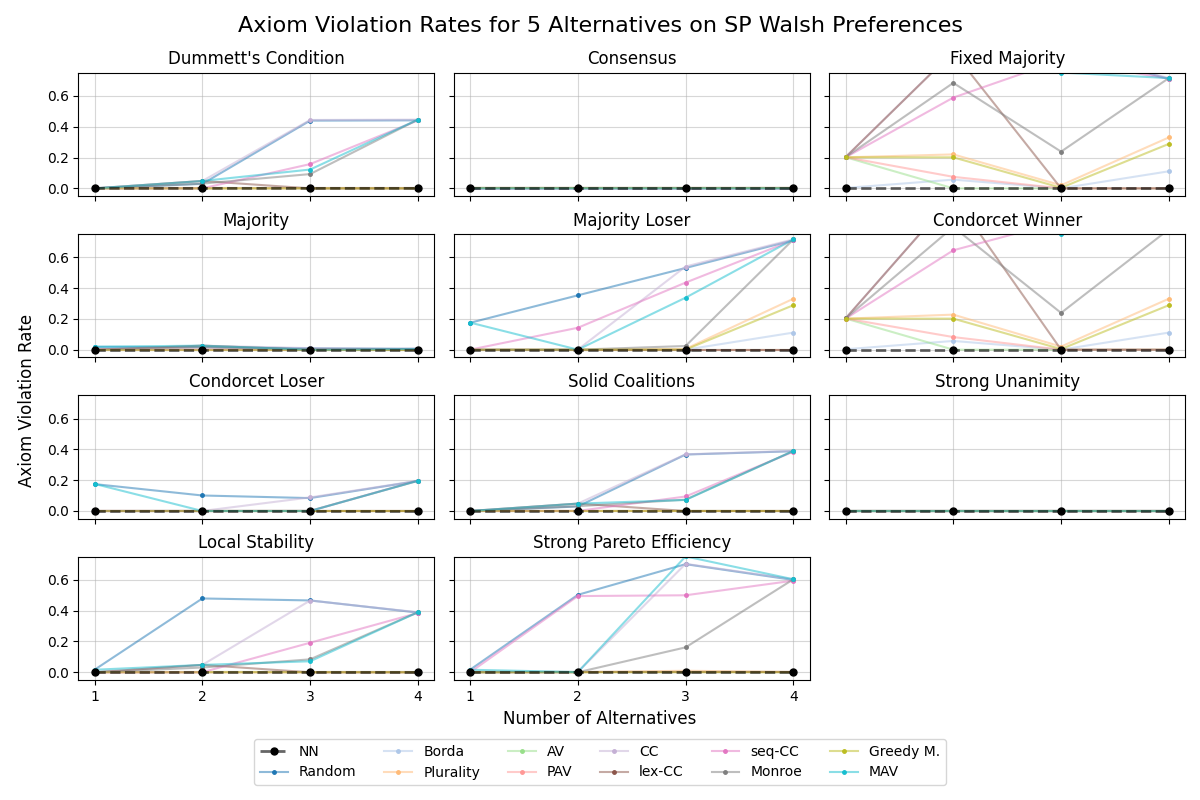 Axiom Violation Rates for 5 Alternatives on SP Walsh Preferences
Dummett's Condition
Consensus
Fixed Majority
0.6
0.4
0.2
0.0
Majority
Majority Loser
Condorcet Winner
0.6
0.4
0.2
0.0
Condorcet Loser
Solid Coalitions
Strong Unanimity
0.6
0.4
0.2
0.0
Local Stability
Strong Pareto Efficiency
0.6
0.4
0.2
0.0
1 2 3 4
1 2 3 4
Axiom Violation Rate
Number of Alternatives
NN Borda AV CC seq-CC Greedy M.
Random Plurality PAV lex-CC Monroe MAV